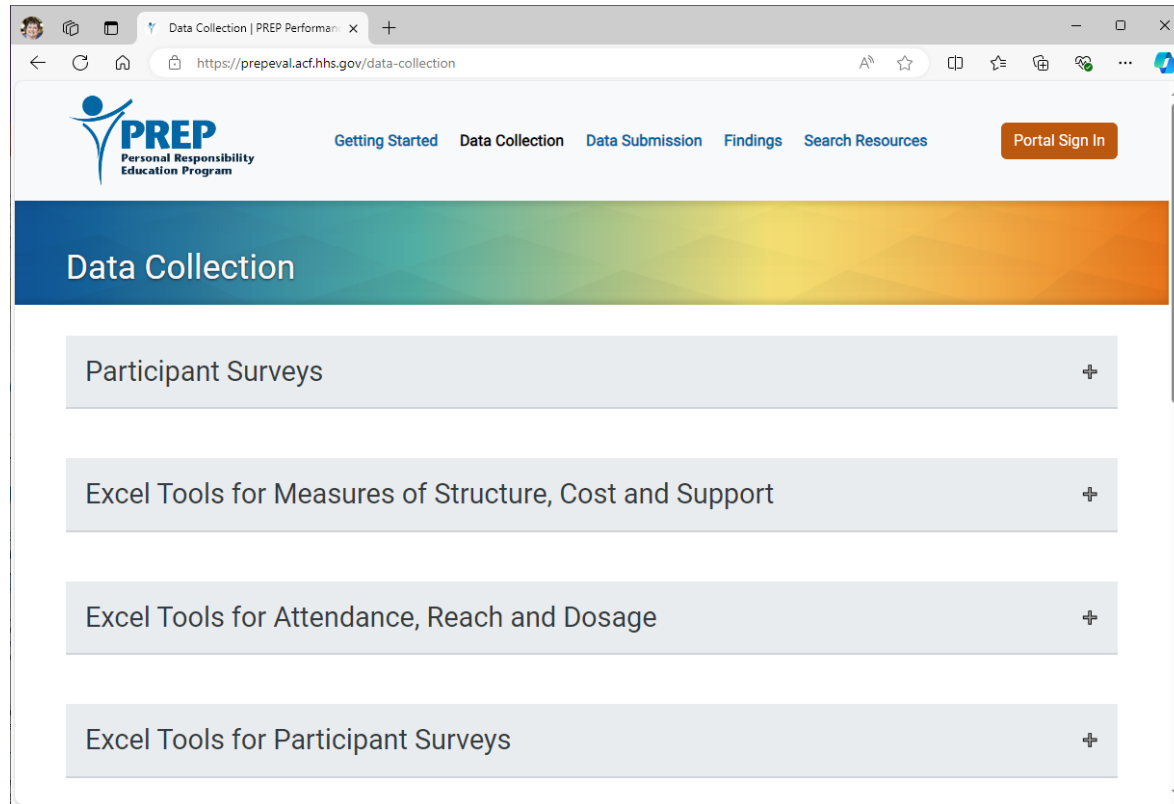 Data Collection | PREP Performan
https://prepeval.acf.hhs.gov/data-collection
PREP
Personal Responsibility
Education Program
Getting Started
Data Collection
Data Submission
Findings
Search Resources
Portal Sign In
Data Collection
Participant Surveys
Excel Tools for Measures of Structure, Cost and Support
Excel Tools for Attendance, Reach and Dosage
Excel Tools for Participant Surveys